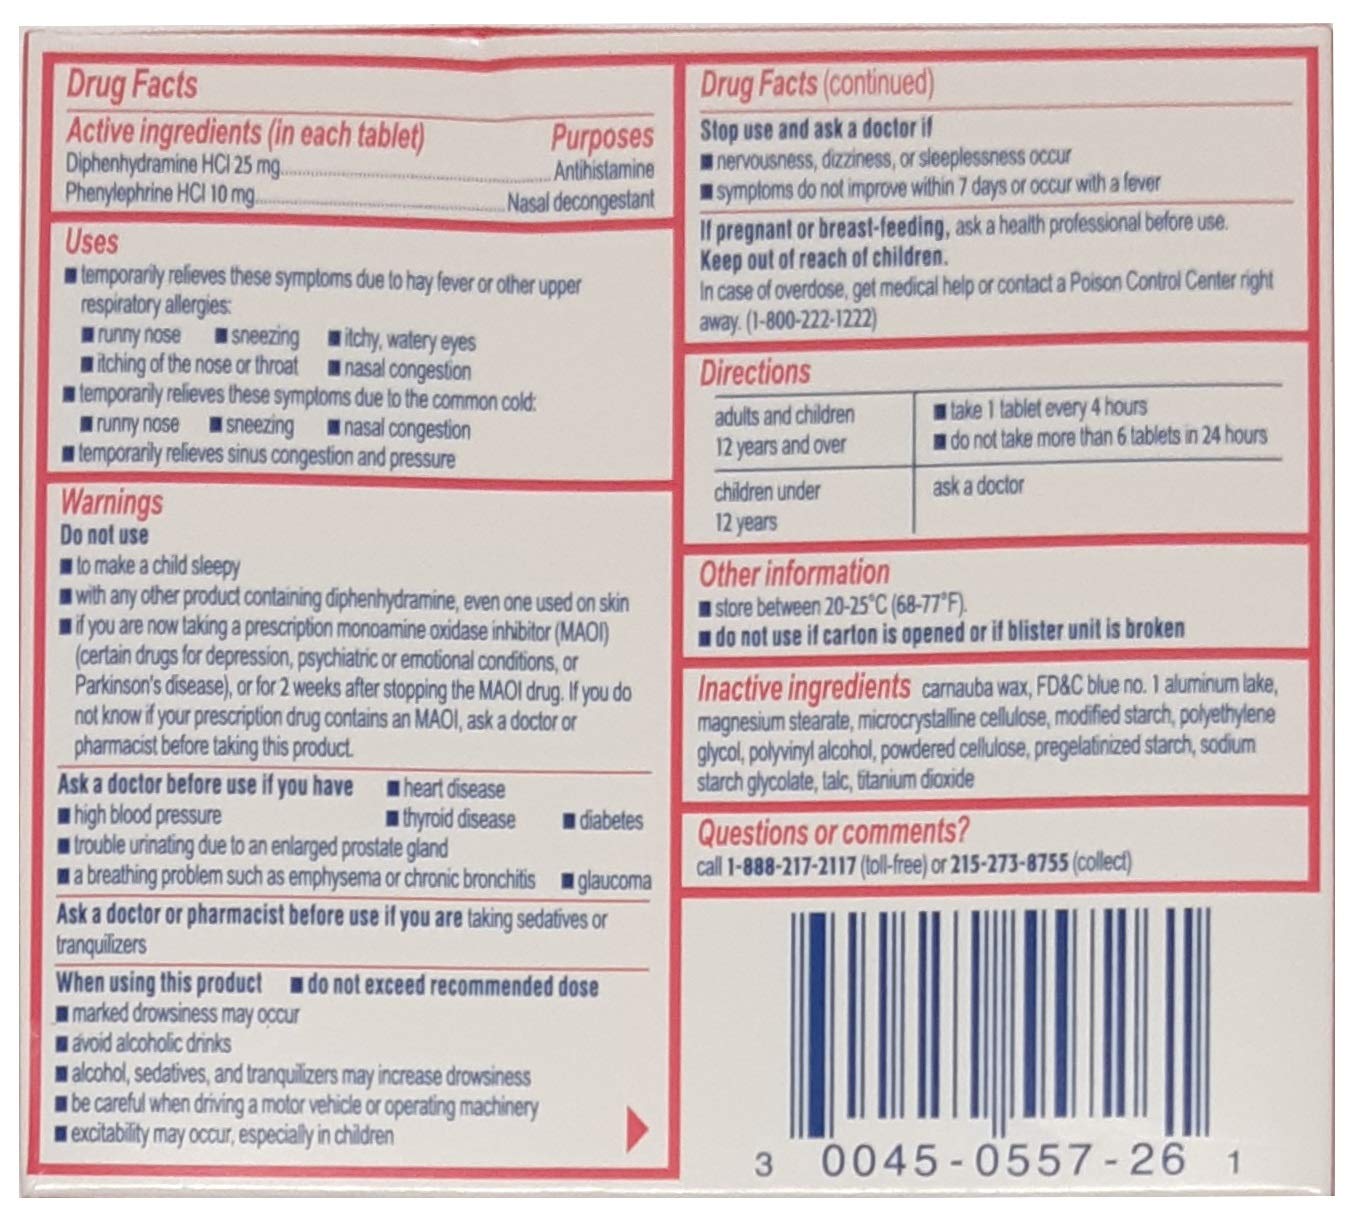 Drug Facts
Active ingredients (in each tablet) Purposes
Diphenhydramine HCl 25 mg............Antihistamine
Phenylephrine HCl 10 mg............Nasal decongestant
Uses
■ temporarily relieves these symptoms due to hay fever or other upper
respiratory allergies:
■ runny nose ■ sneezing ■ itchy, watery eyes
■ itching of the nose or throat ■ nasal congestion
■ temporarily relieves these symptoms due to the common cold:
■ runny nose ■ sneezing ■ nasal congestion
■ temporarily relieves sinus congestion and pressure
Warnings
Do not use
■ to make a child sleepy
■ with any other product containing diphenhydramine, even one used on skin
■ if you are now taking a prescription monoamine oxidase inhibitor (MAOI)
(certain drugs for depression, psychiatric or emotional conditions, or
Parkinson's disease), or for 2 weeks after stopping the MAOI drug. If you do
not know if your prescription drug contains an MAOI, ask a doctor or
pharmacist before taking this product.
Ask a doctor before use if you have ■ heart disease
■ high blood pressure ■ thyroid disease ■ diabetes
■ trouble urinating due to an enlarged prostate gland
■ a breathing problem such as emphysema or chronic bronchitis ■ glaucoma
Ask a doctor or pharmacist before use if you are taking sedatives or
tranquilizers
When using this product ■ do not exceed recommended dose
■ marked drowsiness may occur
■ avoid alcoholic drinks
■ alcohol, sedatives, and tranquilizers may increase drowsiness
■ be careful when driving a motor vehicle or operating machinery
■ excitability may occur, especially in children
Drug Facts (continued)
Stop use and ask a doctor if
■ nervousness, dizziness, or sleeplessness occur
■ symptoms do not improve within 7 days or occur with a fever
If pregnant or breast-feeding, ask a health professional before use.
Keep out of reach of children.
In case of overdose, get medical help or contact a Poison Control Center right
away. (1-800-222-1222)
Directions
adults and children
12 years and over
■ take 1 tablet every 4 hours
■ do not take more than 6 tablets in 24 hours
children under
12 years
ask a doctor
Other information
■ store between 20-25°C (68-77°F).
■ do not use if carton is opened or if blister unit is broken
Inactive ingredients carnauba wax, FD&C blue no. 1 aluminum lake,
magnesium stearate, microcrystalline cellulose, modified starch, polyethylene
glycol, polyvinyl alcohol, powdered cellulose, pregelatinized starch, sodium
starch glycolate, talc, titanium dioxide
Questions or comments?
call 1-888-217-2117 (toll-free) or 215-273-8755 (collect)
3 0045-0557-26 1